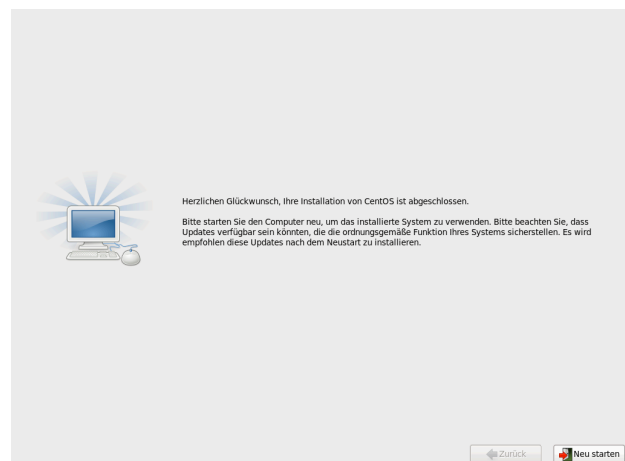 Herzlichen Glückwunsch, Ihre Installation von CentOS ist abgeschlossen.
Bitte starten Sie den Computer neu, um das installierte System zu verwenden. Bitte beachten Sie, dass
Updates verfügbar sein könnten, die die ordnungsgemäße Funktion Ihres Systems sicherstellen. Es wird
empfohlen diese Updates nach dem Neustart zu installieren.
Zurück
Neu starten